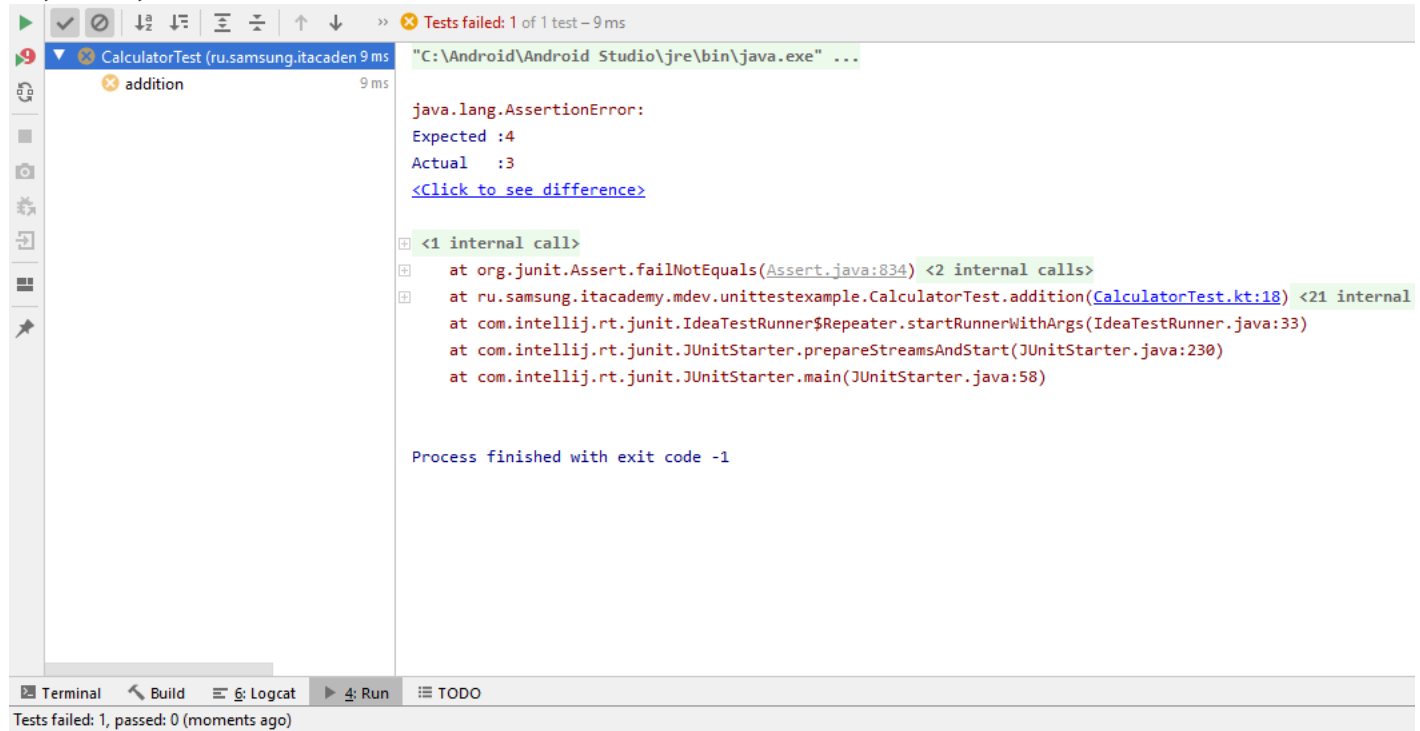 » Tests failed: 1 of 1 test – 9 ms
CalculatorTest (ru.samsung.itacaden 9 ms
addition 9 ms
"C:\Android\Android Studio\jre\bin\java.exe" ...
java.lang.AssertionError:
Expected :4
Actual   :3
<Click to see difference>
<1 internal call>
at org.junit.Assert.failNotEquals(Assert.java:834) <2 internal calls>
at ru.samsung.itacademy.mdev.unittestexample.CalculatorTest.addition(CalculatorTest.kt:18) <21 internal
at com.intellij.rt.junit.IdeaTestRunner$Repeater.startRunnerWithArgs(IdeaTestRunner.java:33)
at com.intellij.rt.junit.JUnitStarter.prepareStreamsAndStart(JUnitStarter.java:230)
at com.intellij.rt.junit.JUnitStarter.main(JUnitStarter.java:58)
Process finished with exit code -1
Terminal Build 6: Logcat 4: Run TODO
Tests failed: 1, passed: 0 (moments ago)